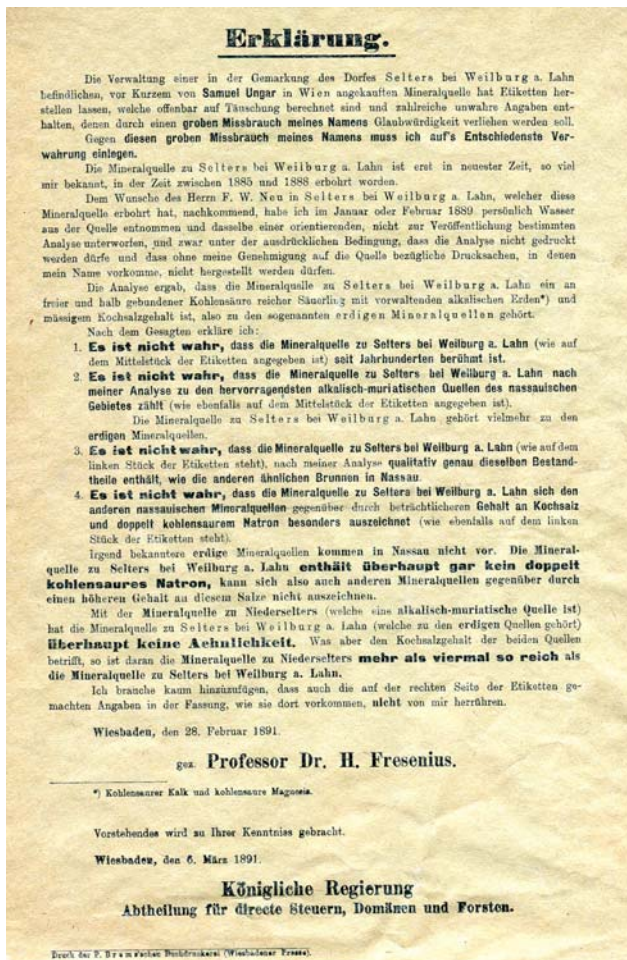 Erklärung.
Die Verwaltung einer in der Gemarkung des Dorfes Selters bei Weilburg a. Lahn
befindlichen, vor Kurzem von Samuel Ungar in Wien angekauften Mineralquelle hat Etiketten her-
stellen lassen, welche offenbar auf Täuschung berechnet sind und zahlreiche unwahre Angaben ent-
halten, denen durch einen groben Missbrauch meines Namens Glaubwürdigkeit verliehen werden soll.
Gegen diesen groben Missbrauch meines Namens muss ich auf's Entschiedenste Ver-
wahrung einlegen.
Die Mineralquelle zu Selters bei Weilburg a. Lahn ist erst in neuester Zeit, so viel
mir bekannt, in der Zeit zwischen 1885 und 1888 erbohrt worden.
Dem Wunsche des Herrn F. W. Neu in Selters bei Weilburg a. Lahn, welcher diese
Mineralquelle erbohrt hat, nachkommend, habe ich im Januar oder Februar 1889 persönlich Wasser
aus der Quelle entnommen und dasselbe einer orientierenden, nicht zur Veröffentlichung bestimmten
Analyse unterworfen, und zwar unter der ausdrücklichen Bedingung, dass die Analyse nicht gedruckt
werden dürfe und dass ohne meine Genehmigung auf die Quelle bezügliche Drucksachen, in denen
mein Name vorkomme, nicht hergestellt werden dürfen.
Die Analyse ergab, dass die Mineralquelle zu Selters bei Weilburg a. Lahn ein an
freier und halb gebundener Kohlensäure reicher Säuerling mit vorwaltenden alkalischen Erden*) und
mässigem Kochsalzgehalt ist, also zu den sogenannten erdigen Mineralquellen gehört.
Nach dem Gesagten erkläre ich:
1. Es ist nicht wahr, dass die Mineralquelle zu Selters bei Weilburg a. Lahn (wie auf
dem Mittelstück der Etiketten angegeben ist) seit Jahrhunderten berühmt ist.
2. Es ist nicht wahr, dass die Mineralquelle zu Selters bei Weilburg a. Lahn nach
meiner Analyse zu den hervorragendsten alkalisch-muriatischen Quellen des nassauischen
Gebietes zählt (wie ebenfalls auf dem Mittelstück der Etiketten angegeben ist).
Die Mineralquelle zu Selters bei Weilburg a. Lahn gehört vielmehr zu den
erdigen Mineralquellen.
3. Es ist nicht wahr, dass die Mineralquelle zu Selters bei Weilburg a. Lahn (wie auf dem
linken Stück der Etiketten steht), nach meiner Analyse qualitativ genau dieselben Bestand-
theile enthält, wie die anderen ähnlichen Brunnen in Nassau.
4. Es ist nicht wahr, dass die Mineralquelle zu Selters bei Weilburg a. Lahn sich den
anderen nassauischen Mineralquellen gegenüber durch beträchtlicheren Gehalt an Kochsalz
und doppelt kohlensaurem Natron besonders auszeichnet (wie ebenfalls auf dem linken
Stück der Etiketten steht).
Irgend bekanntere erdige Mineralquellen kommen in Nassau nicht vor. Die Mineral-
quelle zu Selters bei Weilburg a. Lahn enthält überhaupt gar kein doppelt
kohlensaures Natron, kann sich also auch anderen Mineralquellen gegenüber durch
einen höheren Gehalt an diesem Salze nicht auszeichnen.
Mit der Mineralquelle zu Niederselters (welche eine alkalisch-muriatische Quelle ist)
hat die Mineralquelle zu Selters bei Weilburg a. Lahn (welche zu den erdigen Quellen gehört)
überhaupt keine Aehnlichkeit. Was aber den Kochsalzgehalt der beiden Quellen
betrifft, so ist daran die Mineralquelle zu Niederselters mehr als viermal so reich als
die Mineralquelle zu Selters bei Weilburg a. Lahn.
Ich brauche kaum hinzuzufügen, dass auch die auf der rechten Seite der Etiketten ge-
machten Angaben in der Fassung, wie sie dort vorkommen, nicht von mir herrühren.
Wiesbaden, den 28. Februar 1891.
gez. Professor Dr. H. Fresenius.
*) Kohlensaurer Kalk und kohlensaure Magnesia.
Vorstehendes wird zu Ihrer Kenntniss gebracht.
Wiesbaden, den 6. März 1891.
Königliche Regierung
Abtheilung für directe Steuern, Domänen und Forsten.
Druck der P. Brem'schen Buchdruckerei (Wiesbadener Presse).